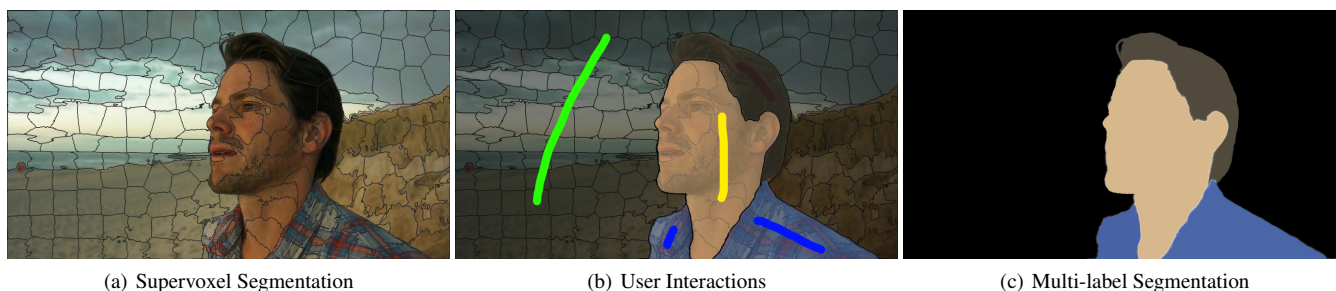 (a) Supervoxel Segmentation
(b) User Interactions
(c) Multi-label Segmentation